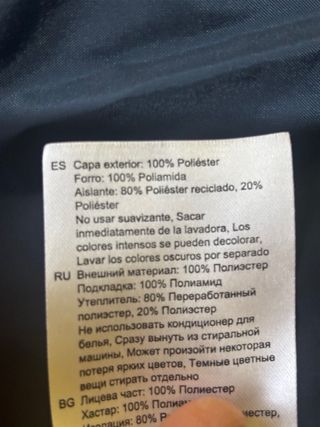 ES Capa exterior: 100% Poliéster
Forro: 100% Poliamida
Aislante: 80% Poliéster reciclado, 20%
Poliéster
No usar suavizante, Sacar
inmediatamente de la lavadora, Los
colores intensos se pueden decolorar,
Lavar los colores oscuros por separado
RU Внешний материал: 100% Полиэстер
Подкладка: 100% Полиамид
Утеплитель: 80% Переработанный
полиэстер, 20% Полиэстер
Не использовать кондиционер для
белья, Сразу вынуть из стиральной
машины, Может произойти некоторая
потеря ярких цветов, Темные цветные
вещи стирать отдельно
BG Лицева част: 100% Полиестер
Хастар: 100%
80%